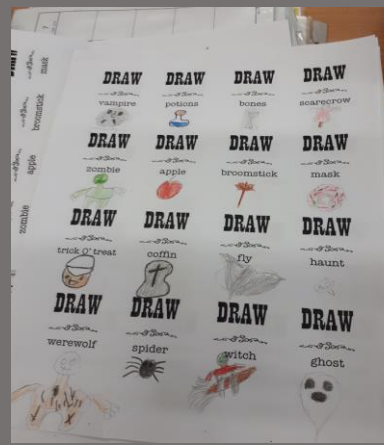 DRAW DRAW DRAW DRAW
vampire potions bones scarecrow
DRAW DRAW DRAW DRAW
zombie apple broomstick mask
DRAW DRAW DRAW DRAW
trick O' treat coffin fly haunt
DRAW DRAW DRAW DRAW
werewolf spider witch ghost
mask
broomstick
apple
zombie